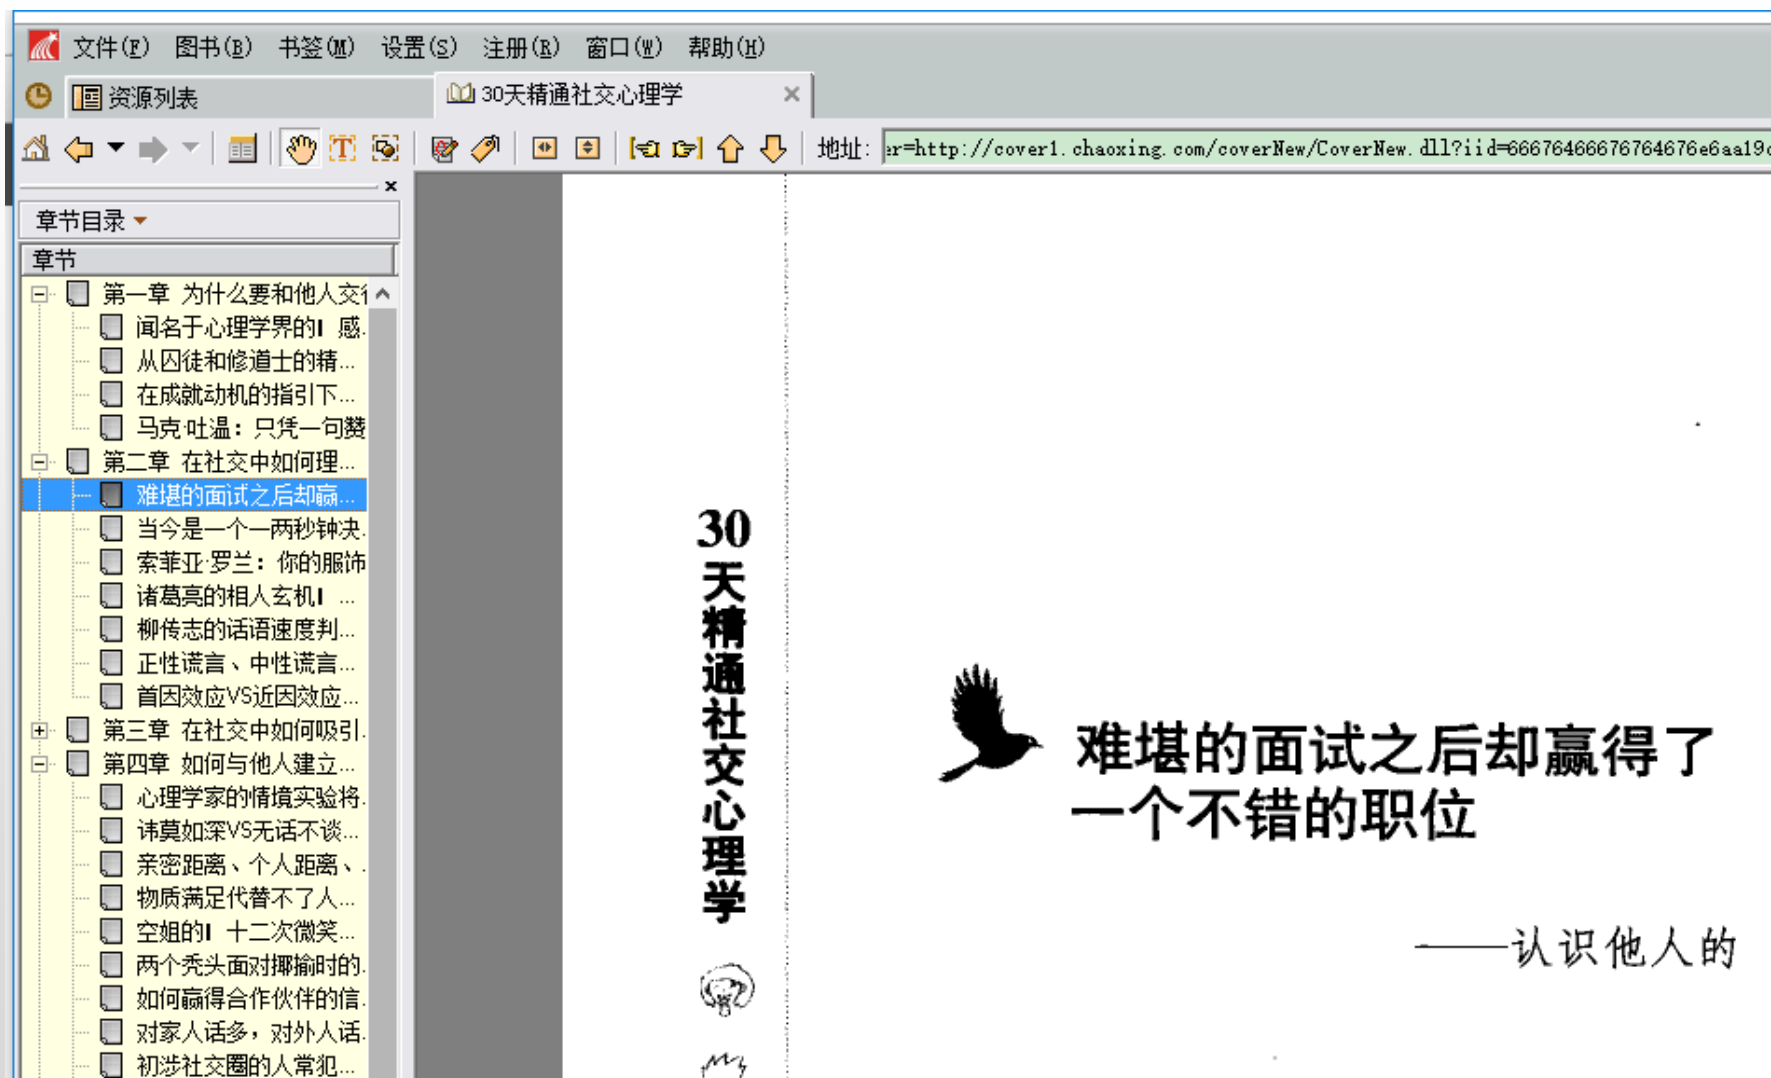 文件(F) 图书(B) 书签(M) 设置(S) 注册(R) 窗口(W) 帮助(H)
资源列表
30天精通社交心理学
地址:
er=http://cover1.chaoxing.com/coverNew/CoverNew.dll?iid=666764666676764676e6aa19c
章节目录
章节
第一章 为什么要和他人交往
闻名于心理学界的I 感.
从囚徒和修道士的精...
在成就动机的指引下...
马克·吐温：只凭一句赞
第二章 在社交中如何理...
难堪的面试之后却赢...
当今是一个一两秒钟决.
索菲亚·罗兰：你的服饰
诸葛亮的相人玄机I ...
柳传志的话语速度判...
正性谎言、中性谎言...
首因效应VS近因效应...
第三章 在社交中如何吸引.
第四章 如何与他人建立...
心理学家的情境实验将.
讳莫如深VS无话不谈...
亲密距离、个人距离、.
物质满足代替不了人...
空姐的I 十二次微笑...
两个秃头面对揶揄时的.
如何赢得合作伙伴的信.
对家人话多，对外人话.
初涉社交圈的人常犯...
30天精通社交心理学
难堪的面试之后却赢得了
一个不错的职位
——认识他人的